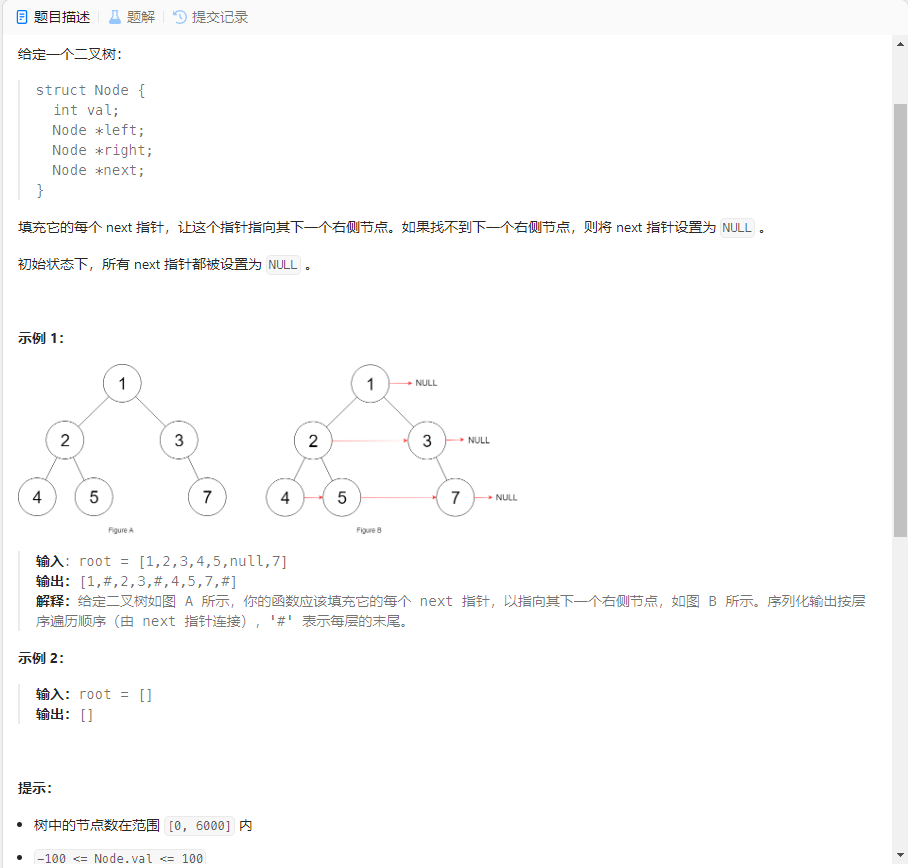 题目描述 题解 提交记录
给定一个二叉树：
struct Node {
int val;
Node *left;
Node *right;
Node *next;
}
填充它的每个 next 指针，让这个指针指向其下一个右侧节点。如果找不到下一个右侧节点，则将 next 指针设置为 NULL 。
初始状态下，所有 next 指针都被设置为 NULL 。
示例 1：
1
2 3
4 5 7
Figure A
1 NULL
2 3 NULL
4 5 7 NULL
Figure B
输入：root = [1,2,3,4,5,null,7]
输出：[1,#,2,3,#,4,5,7,#]
解释：给定二叉树如图 A 所示，你的函数应该填充它的每个 next 指针，以指向其下一个右侧节点，如图 B 所示。序列化输出按层
序遍历顺序（由 next 指针连接），'#' 表示每层的末尾。
示例 2：
输入：root = []
输出：[]
提示：
树中的节点数在范围 [0, 6000] 内
-100 <= Node.val <= 100